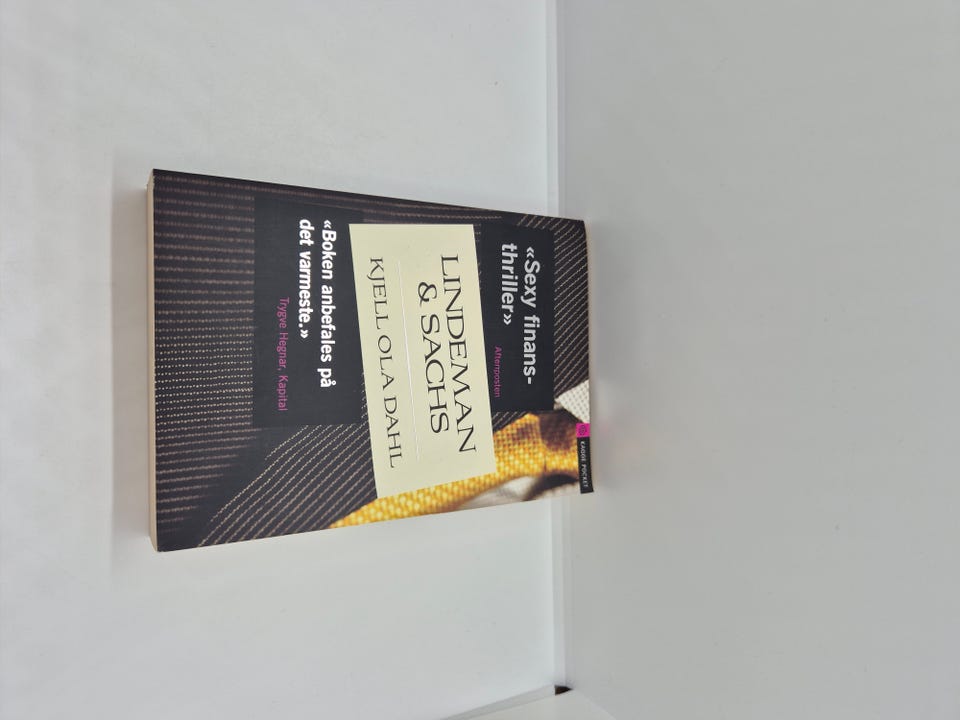 KAGGE POCKET
«Sexy finans-
thriller»
Aftenposten
LINDEMAN
& SACHS
KJELL OLA DAHL
«Boken anbefales på
det varmeste.»
Trygve Hegnar, Kapital